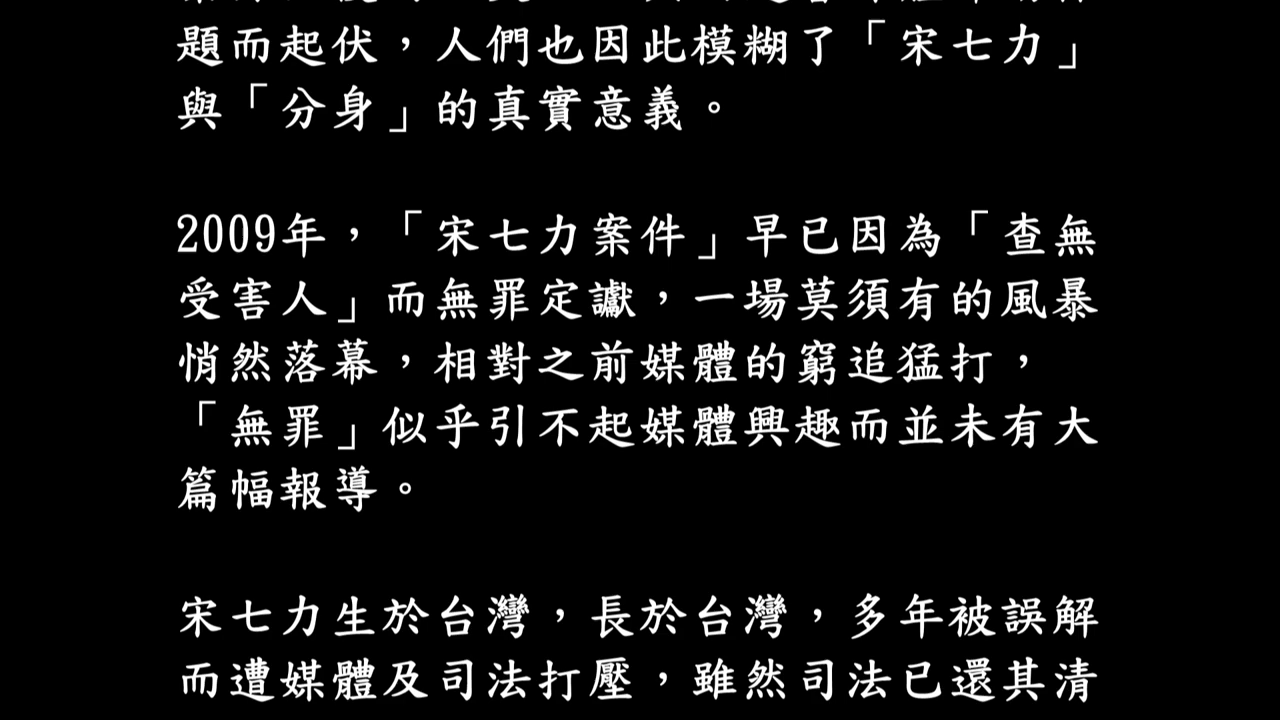 題而起伏，人們也因此模糊了「宋七力」
與「分身」的真實意義。
2009年，「宋七力案件」早已因為「查無
受害人」而無罪定讞，一場莫須有的風暴
悄然落幕，相對之前媒體的窮追猛打，
「無罪」似乎引不起媒體興趣而並未有大
篇幅報導。
宋七力生於台灣，長於台灣，多年被誤解
而遭媒體及司法打壓，雖然司法已還其清